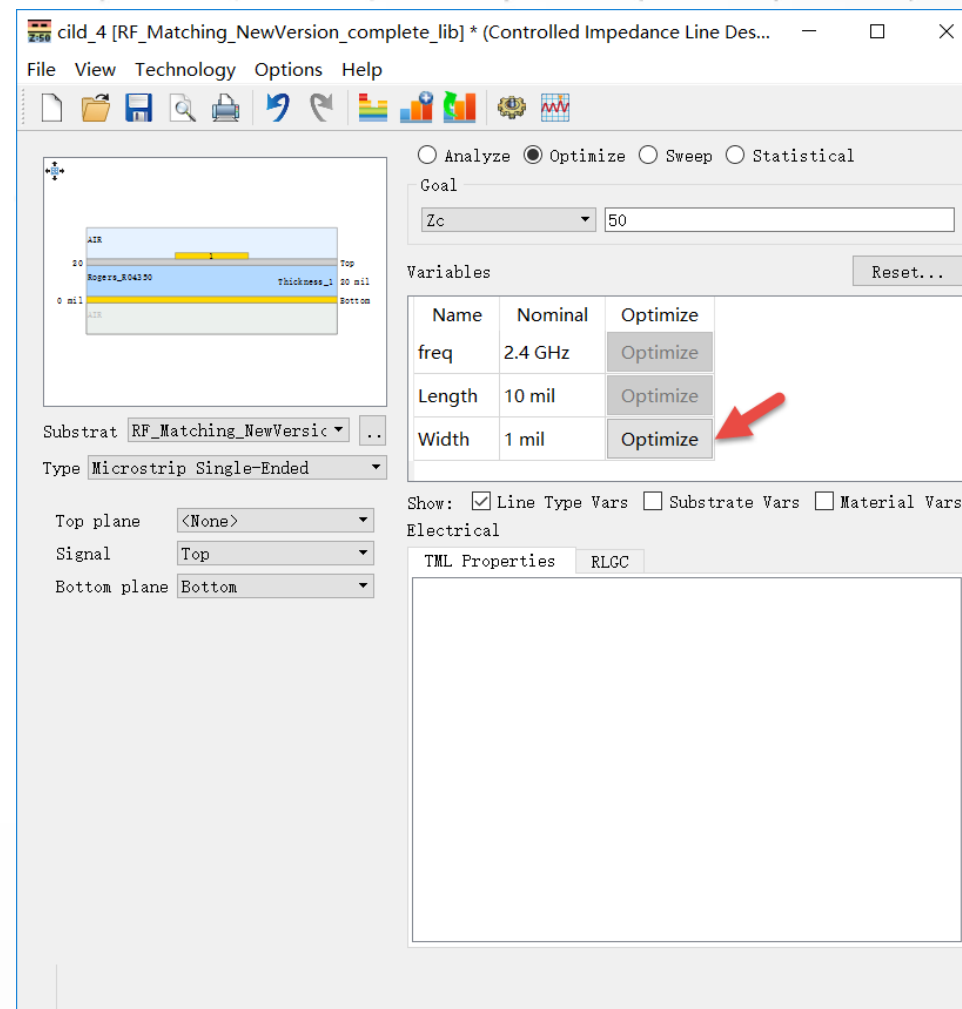 cild_4 [RF_Matching_NewVersion_complete_lib] * (Controlled Impedance Line Des...
File View Technology Options Help
Analyze Optimize Sweep Statistical
Goal
Zc 50
Variables Reset...
Name Nominal Optimize
freq 2.4 GHz Optimize
Length 10 mil Optimize
Width 1 mil Optimize
Show: Line Type Vars Substrate Vars Material Vars
Electrical
TML Properties RLGC
AIR
1
20 Top
Rogers_RO4350 Thickness_1 20 mil
0 mil Bottom
AIR
Substrat RF_Matching_NewVersic ..
Type Microstrip Single-Ended
Top plane <None>
Signal Top
Bottom plane Bottom
Z:50